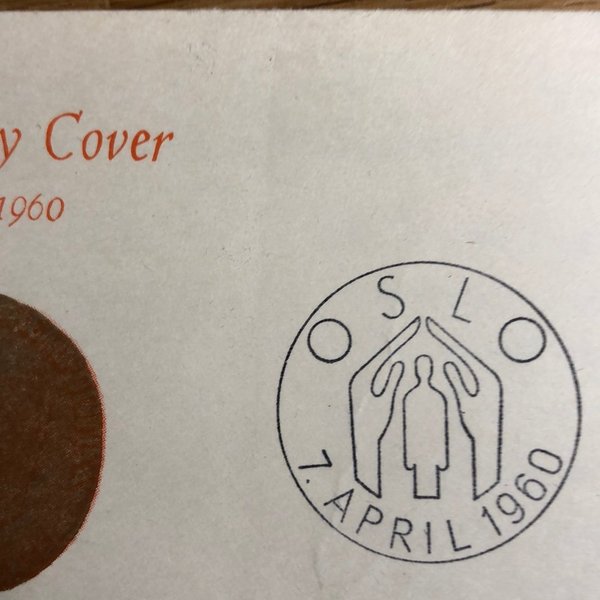 y Cover
1960
OSLO
7. APRIL 1960